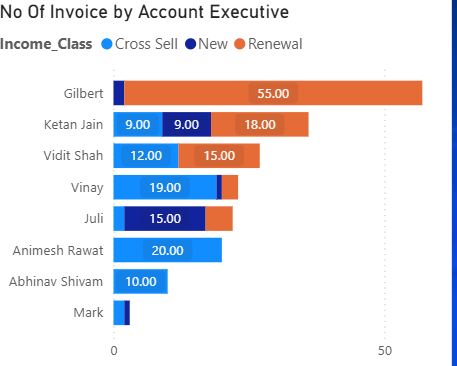 No Of Invoice by Account Executive
Income_Class Cross Sell New Renewal
Gilbert 55.00
Ketan Jain 9.00 9.00 18.00
Vidit Shah 12.00 15.00
Vinay 19.00
Juli 15.00
Animesh Rawat 20.00
Abhinav Shivam 10.00
Mark
0 50